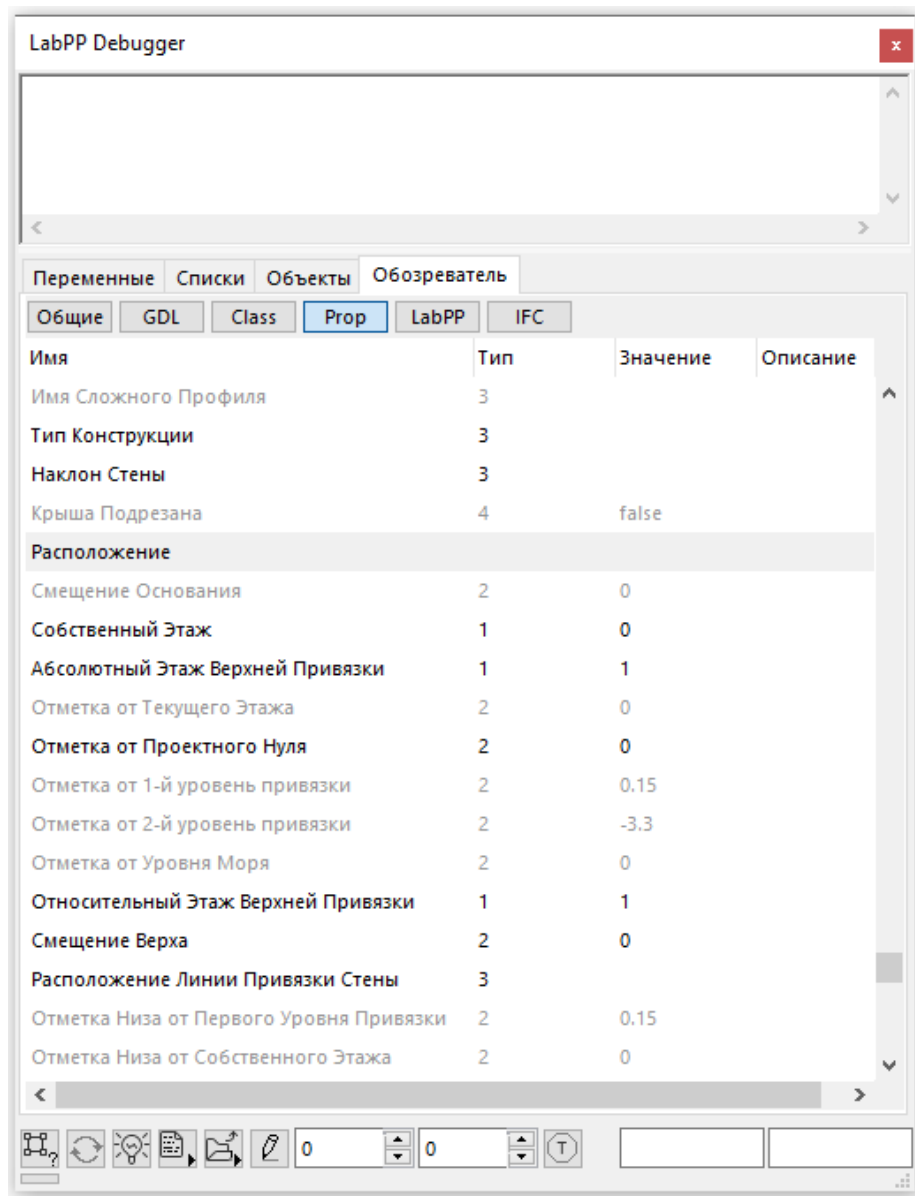 LabPP Debugger
x
Переменные Списки Объекты Обозреватель
Общие GDL Class Prop LabPP IFC
Имя Тип Значение Описание
Имя Сложного Профиля 3
Тип Конструкции 3
Наклон Стены 3
Крыша Подрезана 4 false
Расположение
Смещение Основания 2 0
Собственный Этаж 1 0
Абсолютный Этаж Верхней Привязки 1 1
Отметка от Текущего Этажа 2 0
Отметка от Проектного Нуля 2 0
Отметка от 1-й уровень привязки 2 0.15
Отметка от 2-й уровень привязки 2 -3.3
Отметка от Уровня Моря 2 0
Относительный Этаж Верхней Привязки 1 1
Смещение Верха 2 0
Расположение Линии Привязки Стены 3
Отметка Низа от Первого Уровня Привязки 2 0.15
Отметка Низа от Собственного Этажа 2 0
? 0 0 T